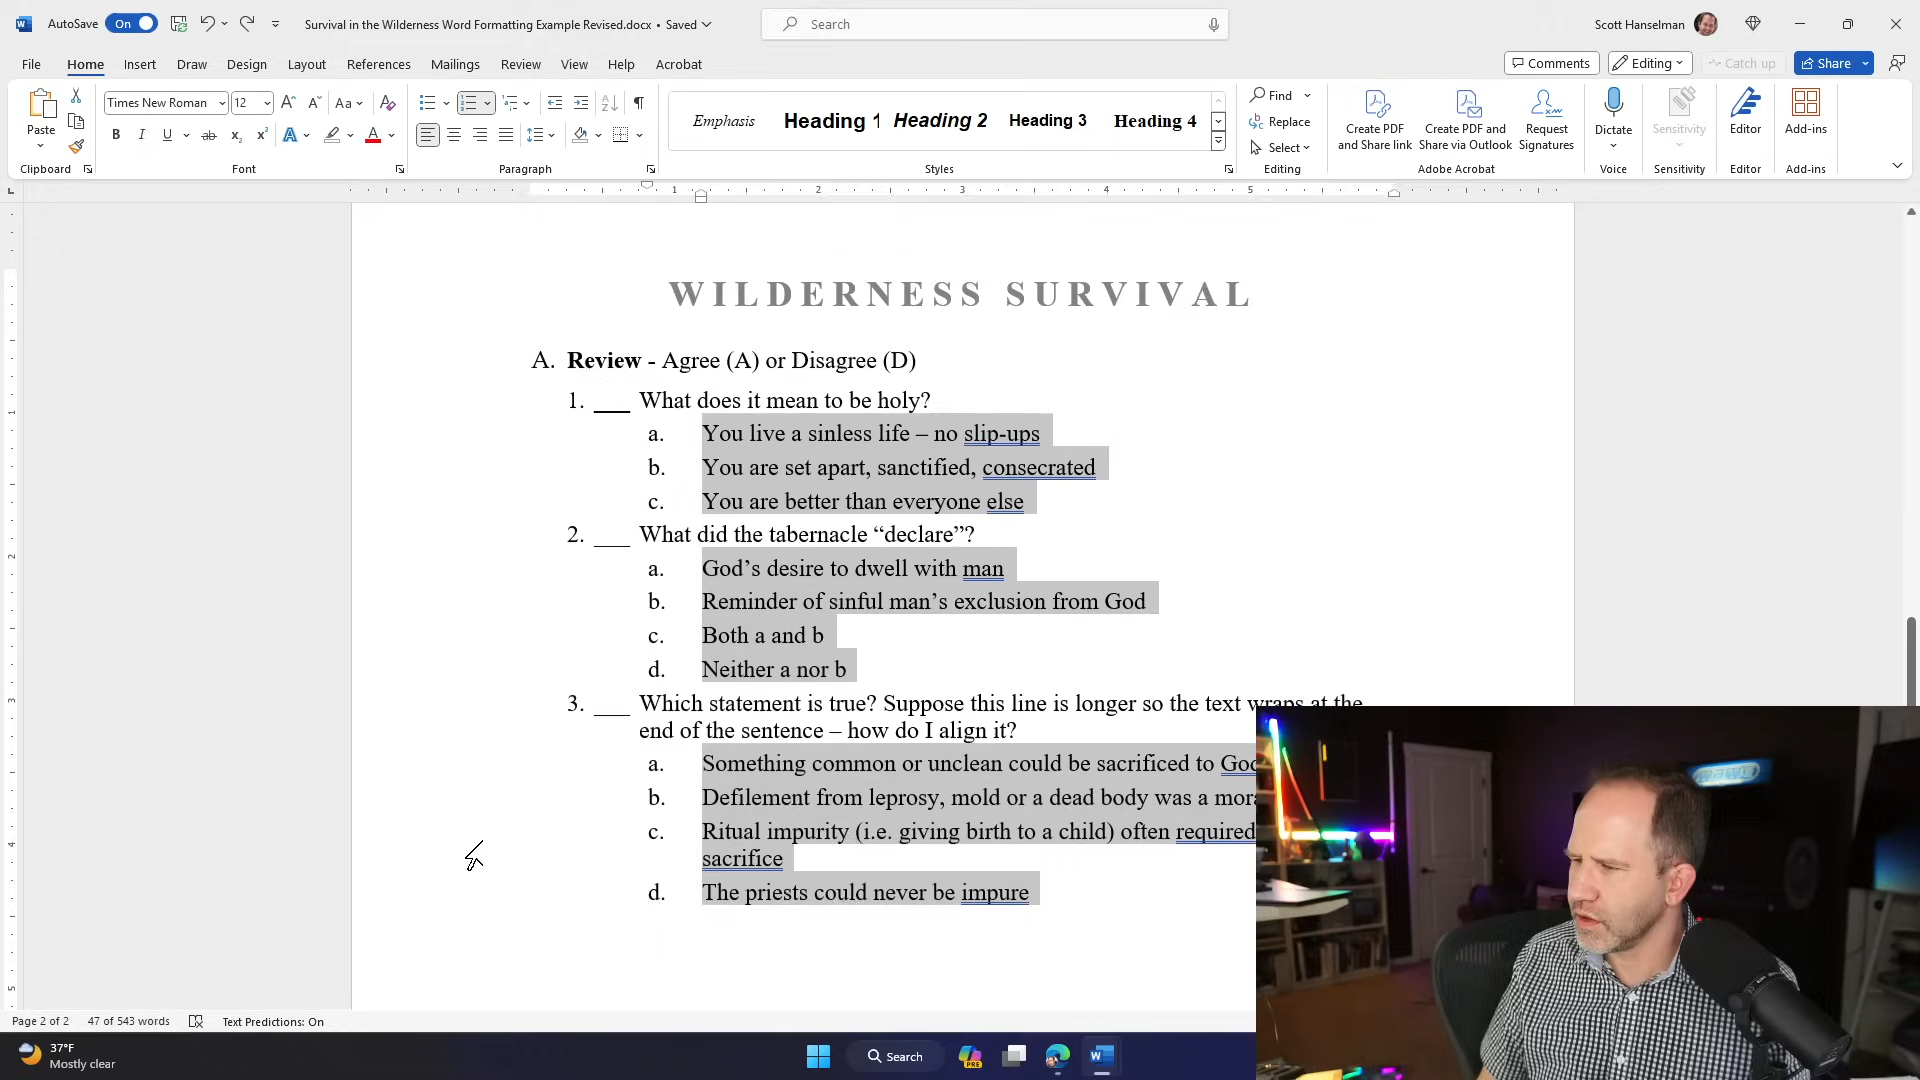 AutoSave On Survival in the Wilderness Word Formatting Example Revised.docx • Saved Search Scott Hanselman
File Home Insert Draw Design Layout References Mailings Review View Help Acrobat Comments Editing Catch up Share
Paste
Clipboard
Times New Roman 12 Aa
B I U ab x₂ x² A A
Font
Paragraph
Emphasis Heading 1 Heading 2 Heading 3 Heading 4
Styles
Find
Replace
Select
Editing
Create PDF and Share link
Create PDF and Share via Outlook
Request Signatures
Adobe Acrobat
Dictate
Voice
Sensitivity
Sensitivity
Editor
Editor
Add-ins
Add-ins
1 2 3 4 5
WILDERNESS SURVIVAL
A. Review - Agree (A) or Disagree (D)
1. ___ What does it mean to be holy?
a. You live a sinless life – no slip-ups
b. You are set apart, sanctified, consecrated
c. You are better than everyone else
2. ___ What did the tabernacle “declare”?
a. God’s desire to dwell with man
b. Reminder of sinful man’s exclusion from God
c. Both a and b
d. Neither a nor b
3. ___ Which statement is true? Suppose this line is longer so the text wraps at the
end of the sentence – how do I align it?
a. Something common or unclean could be sacrificed to
b. Defilement from leprosy, mold or a dead body was a
c. Ritual impurity (i.e. giving birth to a child) often required
sacrifice
d. The priests could never be impure
Page 2 of 2 47 of 543 words Text Predictions: On
37°F
Mostly clear
Search
PRE